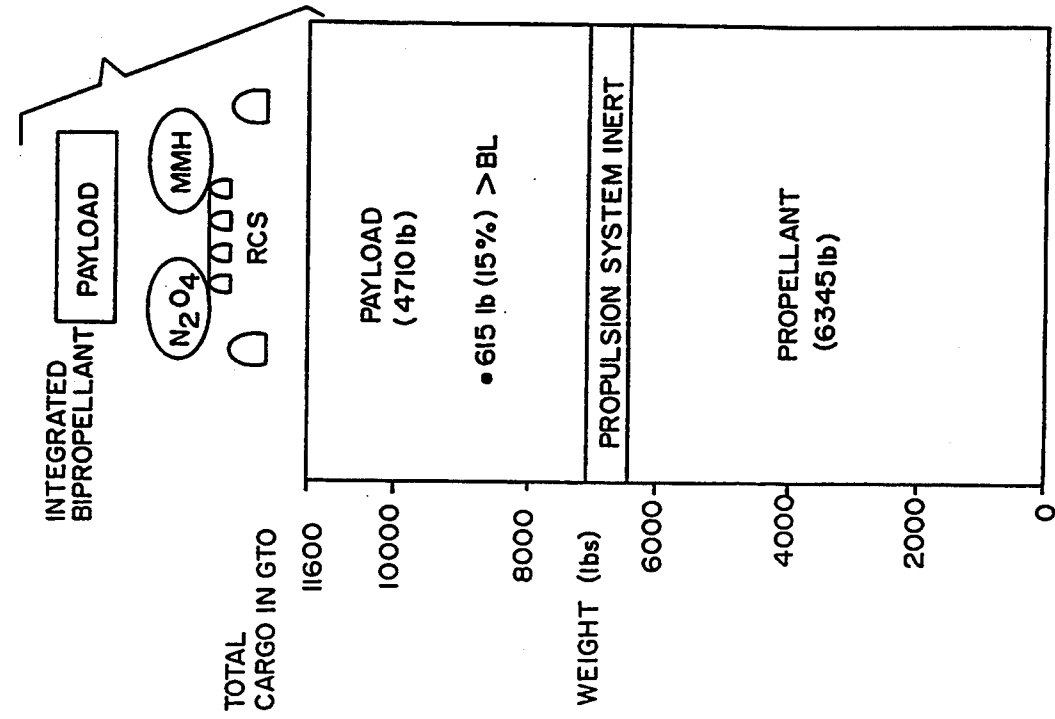 INTEGRATED
BIPROPELLANT
PAYLOAD
N₂O₄
MMH
RCS
TOTAL
CARGO IN GTO
11600
10000
8000
WEIGHT (lbs)
6000
4000
2000
0
PAYLOAD
(4710 lb)
• 615 lb (15%) >BL
PROPULSION SYSTEM INERT
PROPELLANT
(6345 lb)